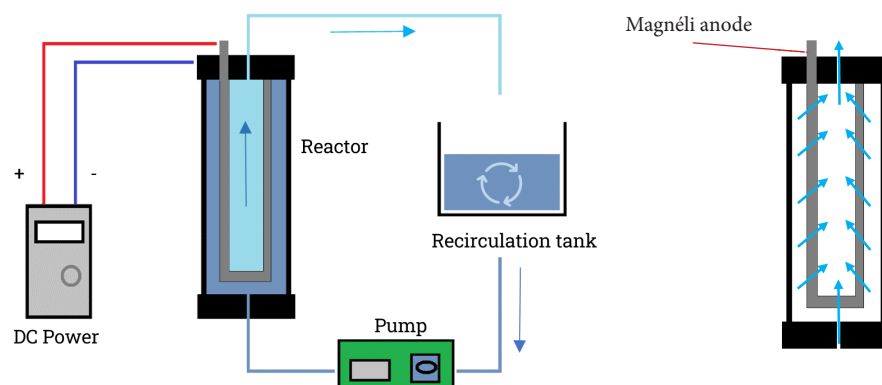 Magnéli anode
Reactor
+ -
Recirculation tank
Pump
DC Power